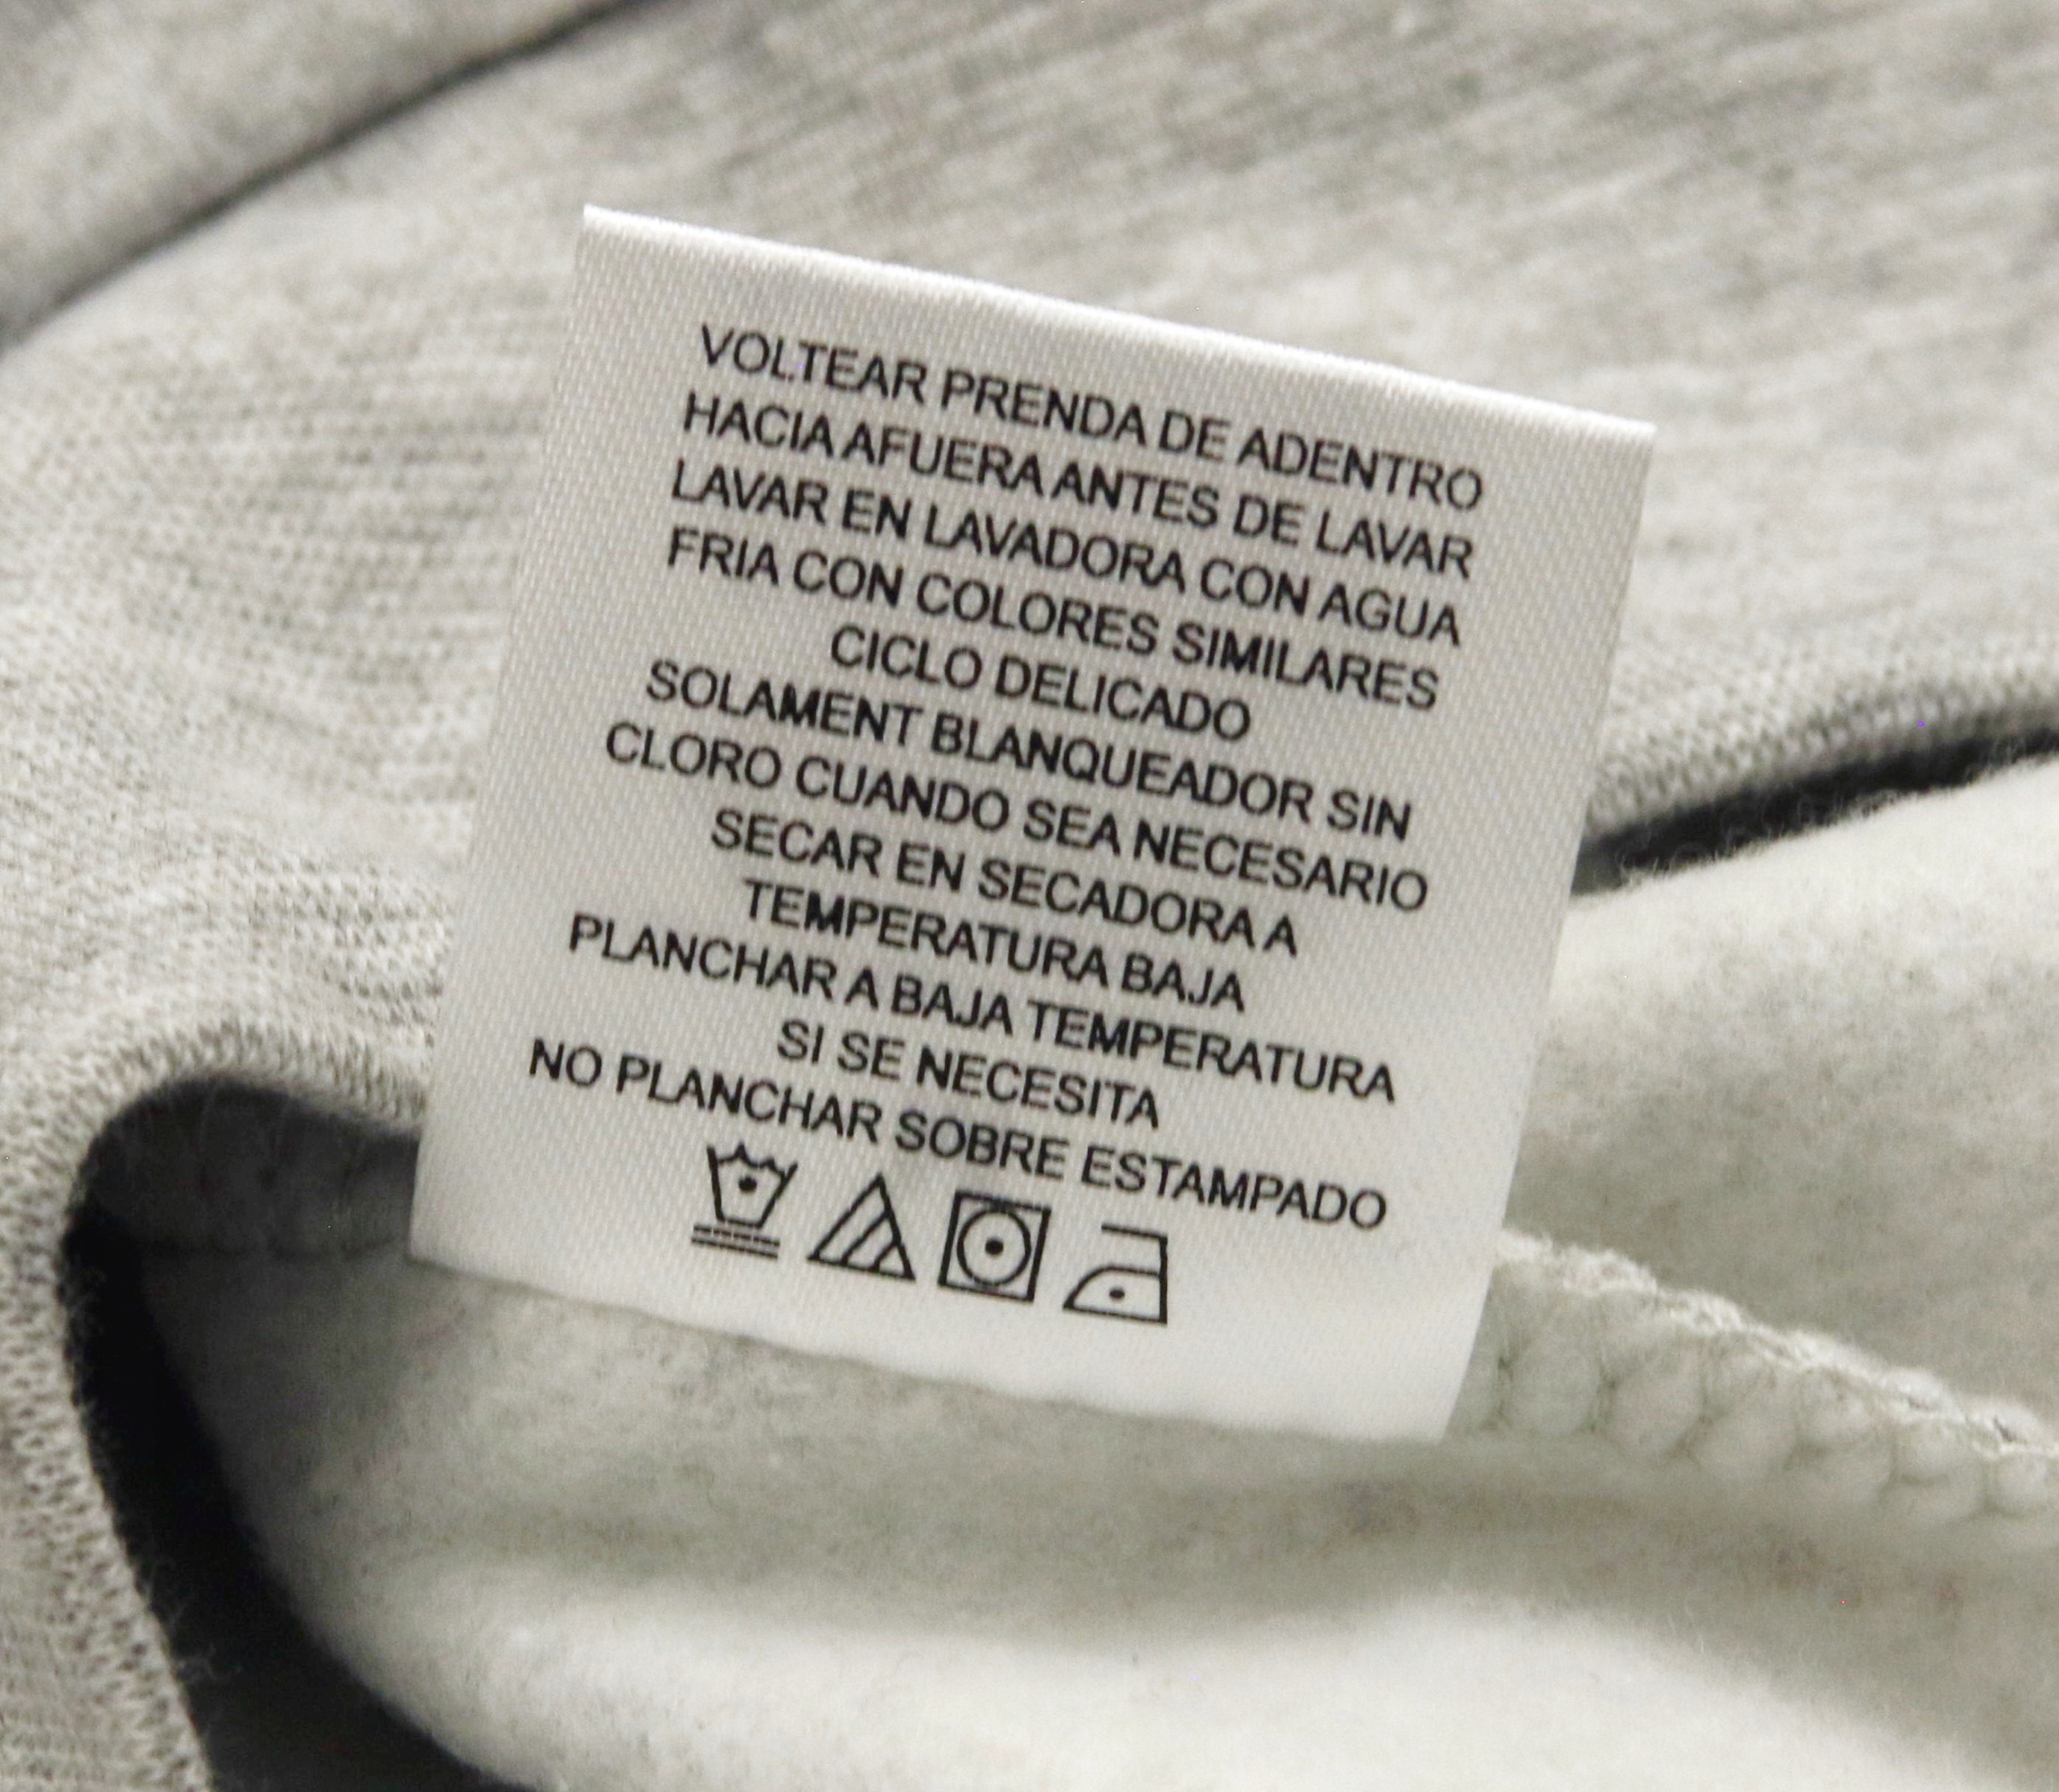 VOLTEAR PRENDA DE ADENTRO
HACIA AFUERA ANTES DE LAVAR
LAVAR EN LAVADORA CON AGUA
FRIA CON COLORES SIMILARES
CICLO DELICADO
SOLAMENT BLANQUEADOR SIN
CLORO CUANDO SEA NECESARIO
SECAR EN SECADORA A
TEMPERATURA BAJA
PLANCHAR A BAJA TEMPERATURA
SI SE NECESITA
NO PLANCHAR SOBRE ESTAMPADO